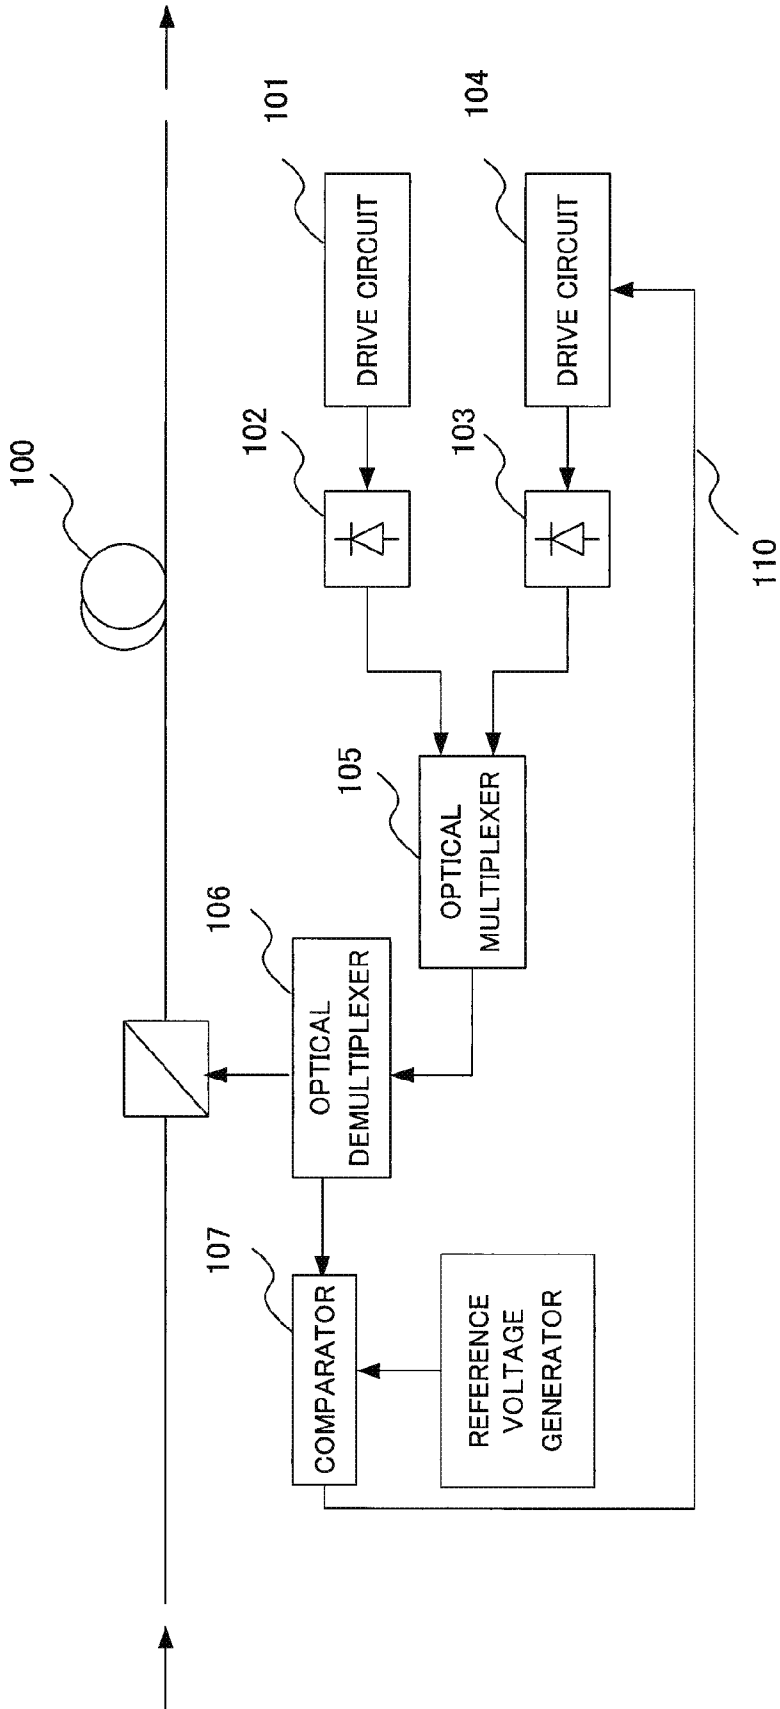 100
101
DRIVE CIRCUIT
102
104
DRIVE CIRCUIT
103
105
OPTICAL
MULTIPLEXER
106
OPTICAL
DEMULTIPLEXER
107
COMPARATOR
REFERENCE
VOLTAGE
GENERATOR
110